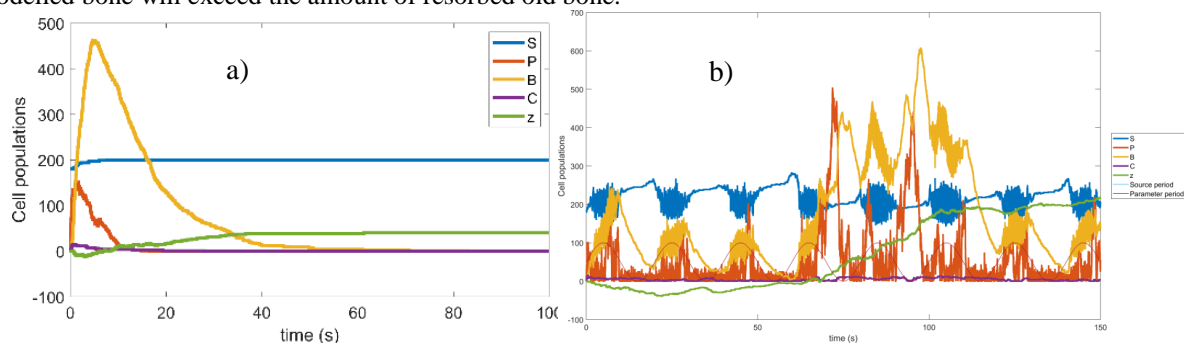 odelled bone will exceed the amount of resorbed old bone.
a)
500
400
300
200
100
0
-100
Cell populations
0
20
40
60
80
100
time (s)
S
P
B
C
z
b)
700
600
500
400
300
200
100
0
-100
Cell populations
0
50
100
150
time (s)
S
P
B
C
z
Source period
Parameter period